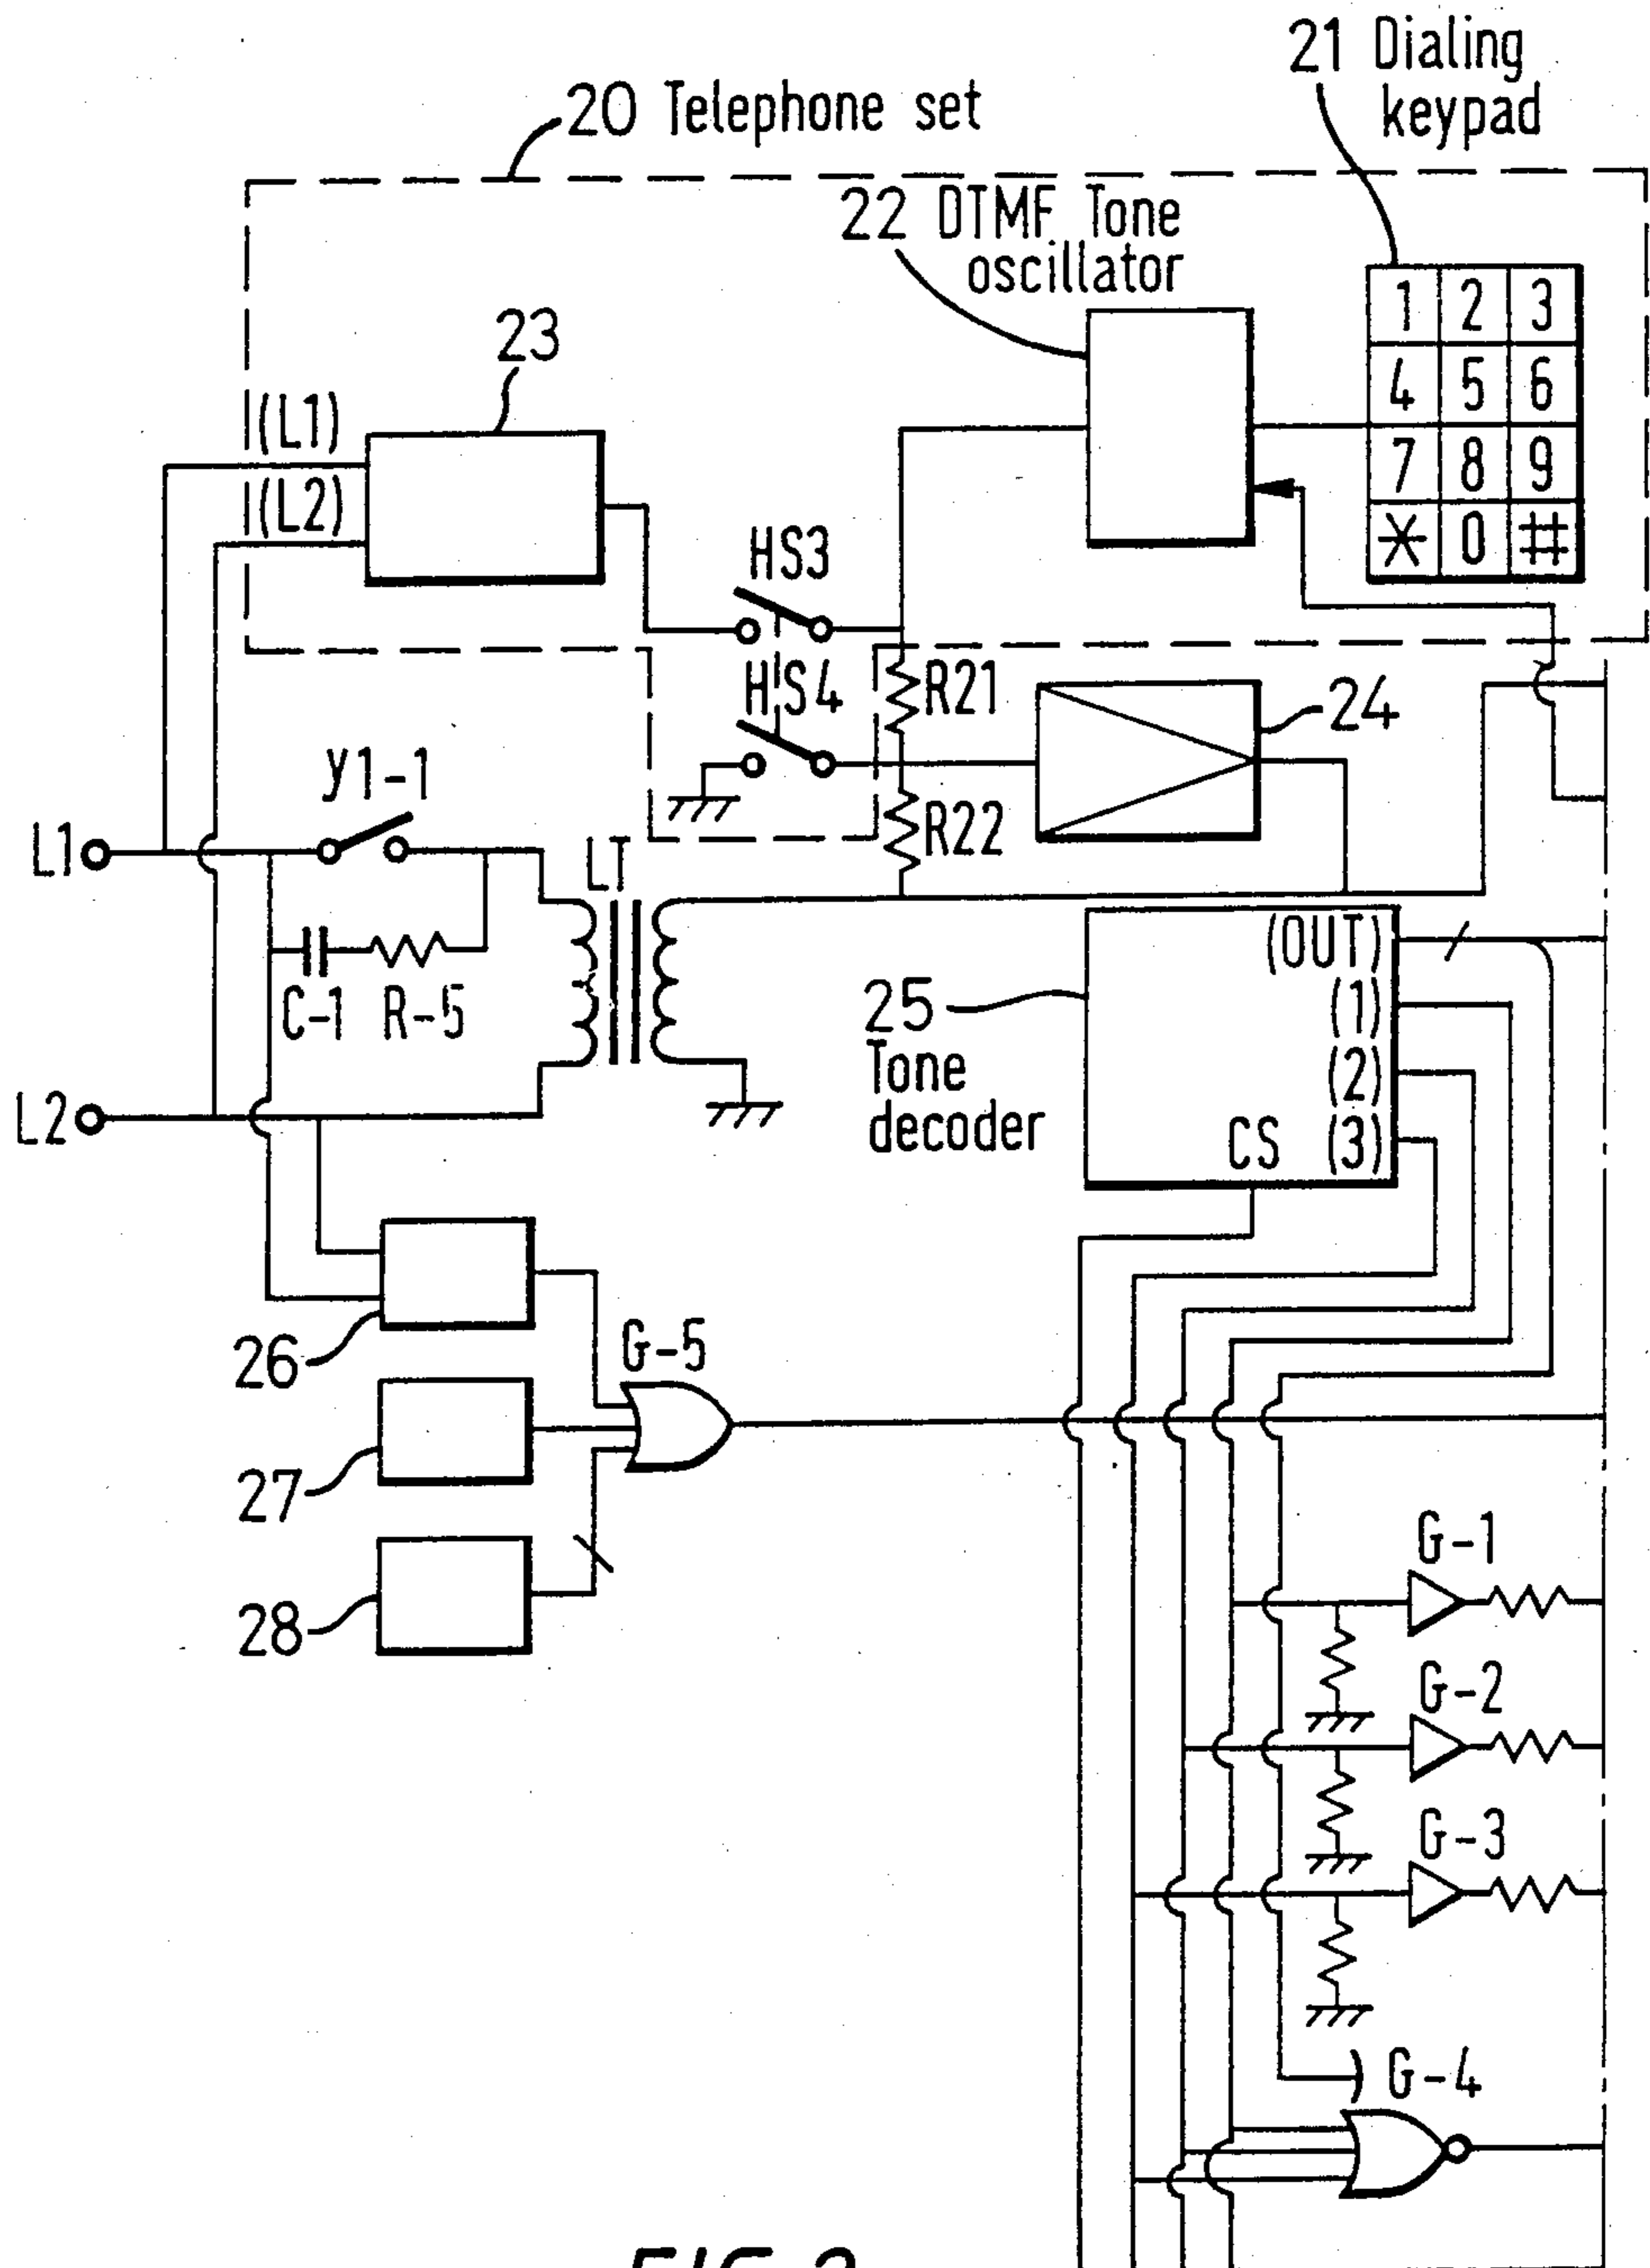 21 Dialing
keypad
20 Telephone set
22 DTMF Tone
oscillator
1 2 3
4 5 6
7 8 9
* 0 #
23
(L1)
(L2)
HS3
HS4
R21
24
y1-1
R22
L1
LT
(OUT)
C-1 R-5
25
Tone
decoder
(1)
(2)
CS (3)
L2
26
G-5
27
28
G-1
G-2
G-3
G-4